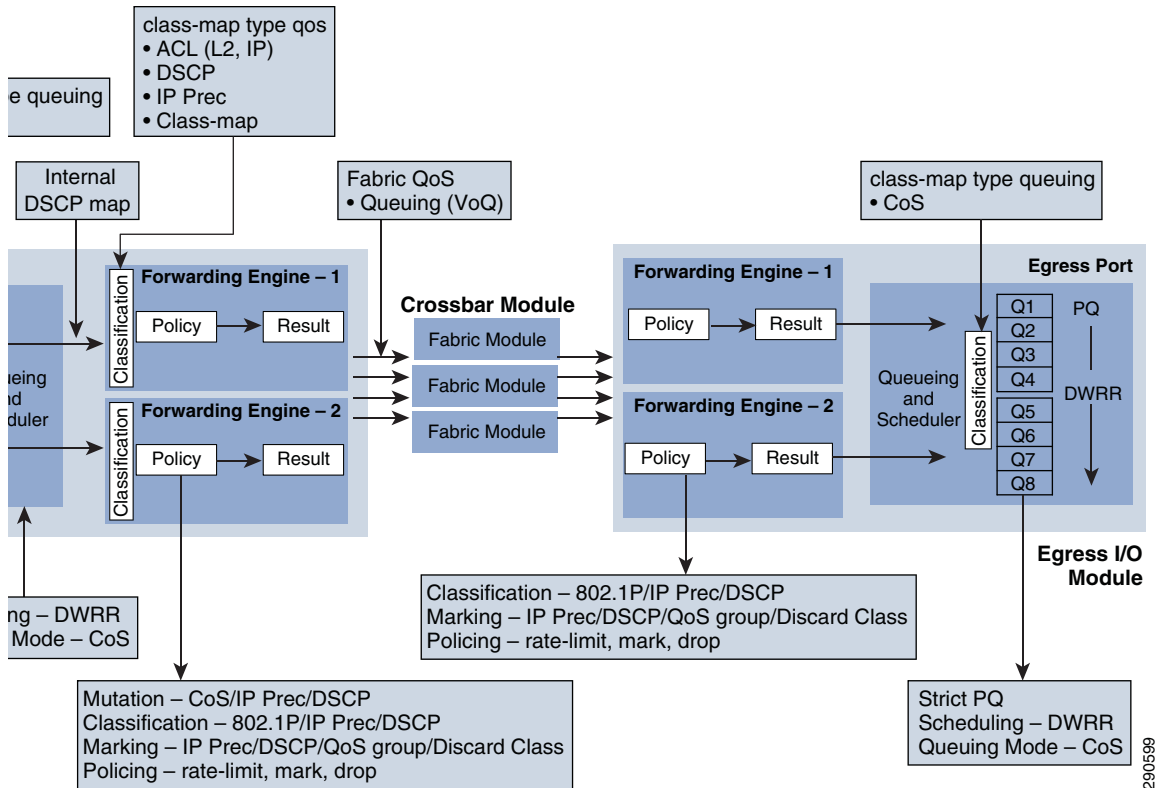 class-map type qos
• ACL (L2, IP)
• DSCP
• IP Prec
• Class-map
e queuing
Internal
DSCP map
Fabric QoS
• Queuing (VoQ)
class-map type queuing
• CoS
Classification
Forwarding Engine – 1
Policy
Result
ueing
nd
duler
Classification
Forwarding Engine – 2
Policy
Result
Crossbar Module
Fabric Module
Fabric Module
Fabric Module
Forwarding Engine – 1
Policy
Result
Forwarding Engine – 2
Policy
Result
Egress Port
Queueing
and
Scheduler
Classification
Q1
Q2
Q3
Q4
Q5
Q6
Q7
Q8
PQ
DWRR
Egress I/O
Module
ng – DWRR
Mode – CoS
Classification – 802.1P/IP Prec/DSCP
Marking – IP Prec/DSCP/QoS group/Discard Class
Policing – rate-limit, mark, drop
Mutation – CoS/IP Prec/DSCP
Classification – 802.1P/IP Prec/DSCP
Marking – IP Prec/DSCP/QoS group/Discard Class
Policing – rate-limit, mark, drop
Strict PQ
Scheduling – DWRR
Queuing Mode – CoS
290599